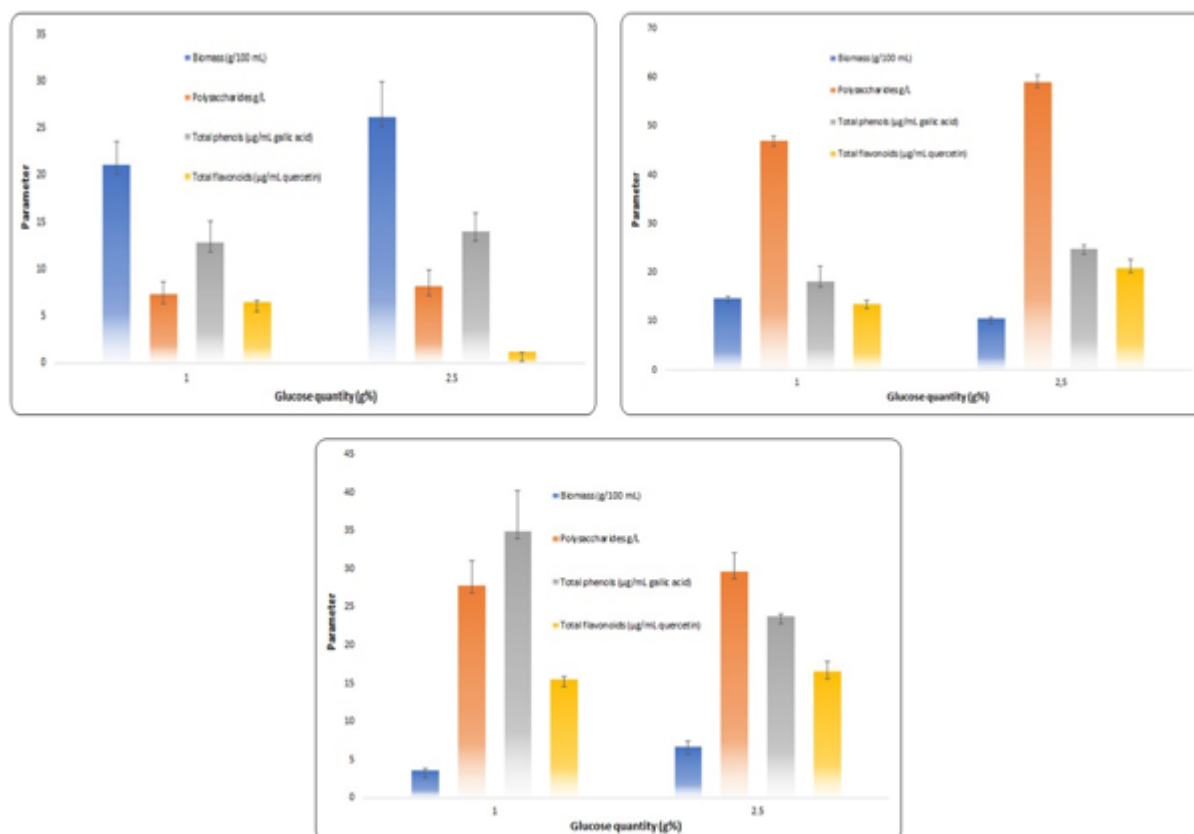 35
30
25
20
15
10
5
0
Parameter
Biomass (g/100 mL)
Polysaccharides g/L
Total phenols (µg/mL gallic acid)
Total flavonoids (µg/mL quercetin)
1
2.5
Glucose quantity (g%)
70
60
50
40
30
20
10
0
Parameter
Biomass (g/100 mL)
Polysaccharides g/L
Total phenols (µg/mL gallic acid)
Total flavonoids (µg/mL quercetin)
1
2,5
Glucose quantity (g%)
45
40
35
30
25
20
15
10
5
0
Parameter
Biomass (g/100 mL)
Polysaccharides g/L
Total phenols (µg/mL gallic acid)
Total flavonoids (µg/mL quercetin)
1
2.5
Glucose quantity (g%)